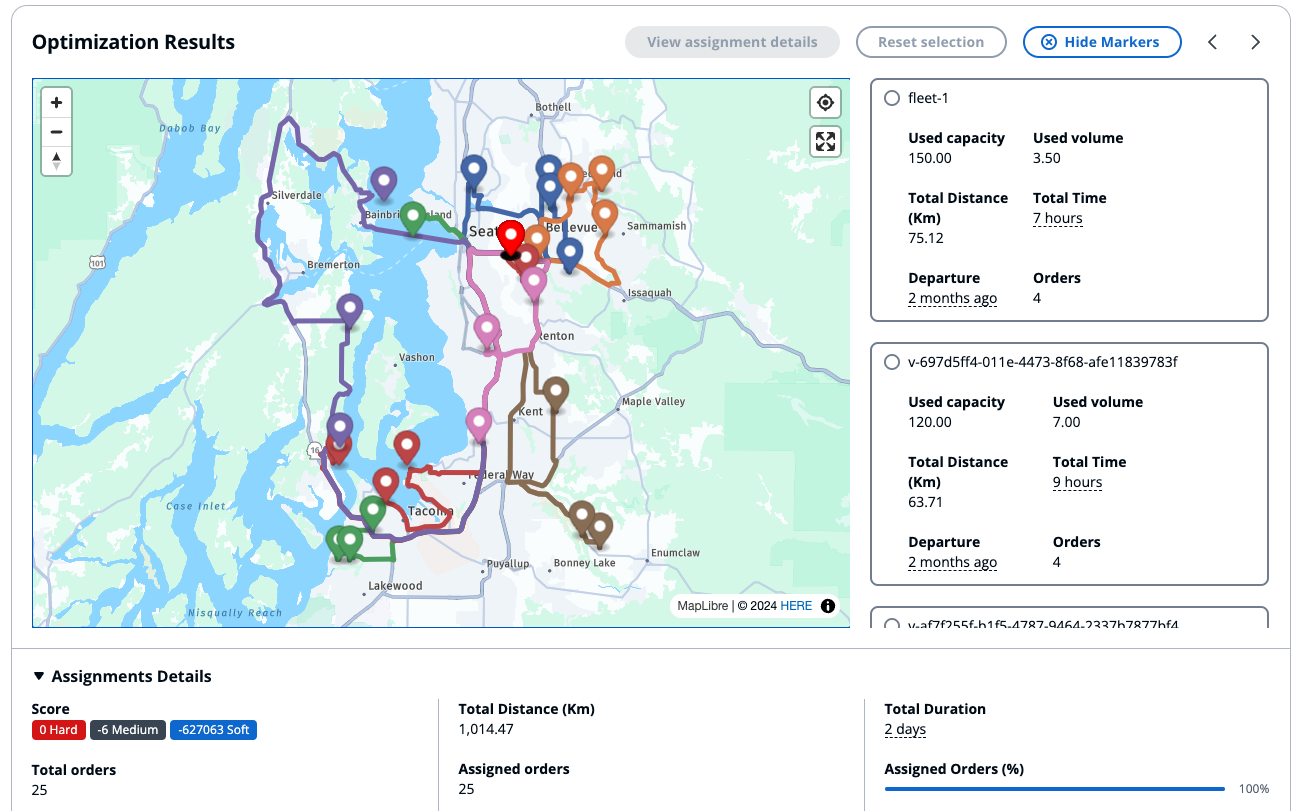 Optimization Results
View assignment details
Reset selection
Hide Markers
Bothell
Dabob Bay
Silverdale
Bellevue
Sammamish
101
Bremerton
Issaquah
Renton
Vashon
Kent
Maple Valley
16
Federal Way
Case Inlet
Tacoma
Enumclaw
Puyallup
Bonney Lake
Lakewood
Nisqually Reach
MapLibre | © 2024 HERE
fleet-1
Used capacity
Used volume
150.00
3.50
Total Distance
(Km)
Total Time
7 hours
75.12
Departure
Orders
2 months ago
4
v-697d5ff4-011e-4473-8f68-afe11839783f
Used capacity
Used volume
120.00
7.00
Total Distance
(Km)
Total Time
9 hours
63.71
Departure
Orders
2 months ago
4
v-af7f255f-b1f5-4787-9464-2337b7877bf4
Assignments Details
Score
0 Hard
-6 Medium
-627063 Soft
Total Distance (Km)
1,014.47
Total Duration
2 days
Total orders
25
Assigned orders
25
Assigned Orders (%)
100%